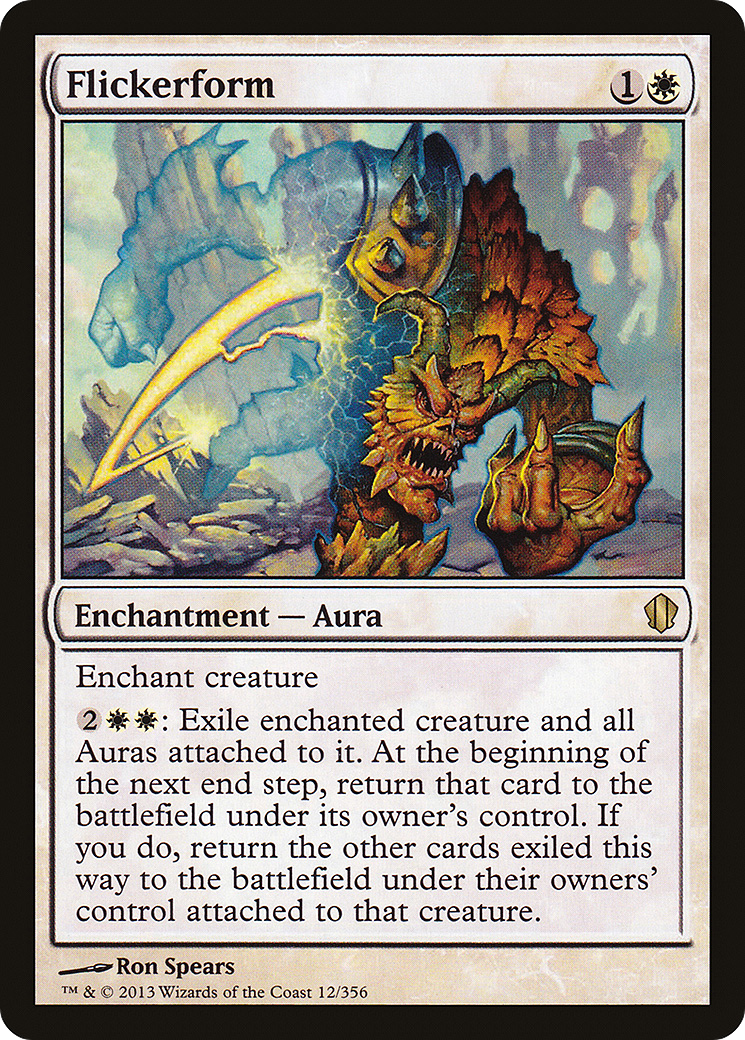 Flickerform 1
Enchantment — Aura
Enchant creature
2: Exile enchanted creature and all
Auras attached to it. At the beginning of
the next end step, return that card to the
battlefield under its owner's control. If
you do, return the other cards exiled this
way to the battlefield under their owners'
control attached to that creature.
Ron Spears
™ & © 2013 Wizards of the Coast 12/356